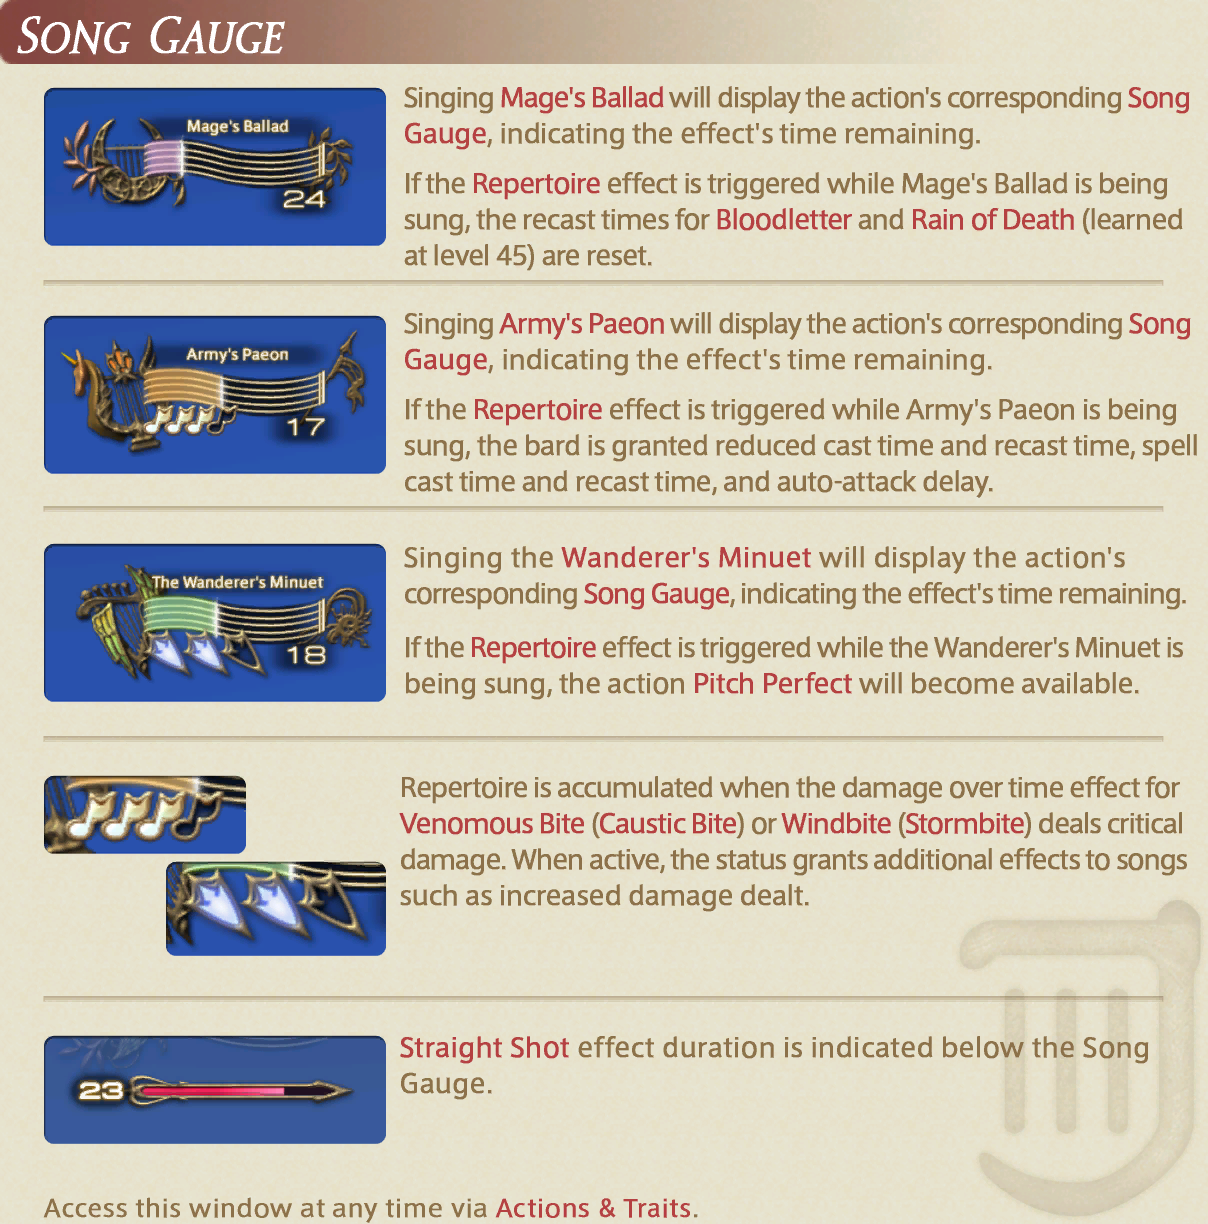 SONG GAUGE
Mage's Ballad
24
Singing Mage's Ballad will display the action's corresponding Song
Gauge, indicating the effect's time remaining.
If the Repertoire effect is triggered while Mage's Ballad is being
sung, the recast times for Bloodletter and Rain of Death (learned
at level 45) are reset.
Army's Paeon
17
Singing Army's Paeon will display the action's corresponding Song
Gauge, indicating the effect's time remaining.
If the Repertoire effect is triggered while Army's Paeon is being
sung, the bard is granted reduced cast time and recast time, spell
cast time and recast time, and auto-attack delay.
The Wanderer's Minuet
18
Singing the Wanderer's Minuet will display the action's
corresponding Song Gauge, indicating the effect's time remaining.
If the Repertoire effect is triggered while the Wanderer's Minuet is
being sung, the action Pitch Perfect will become available.
Repertoire is accumulated when the damage over time effect for
Venomous Bite (Caustic Bite) or Windbite (Stormbite) deals critical
damage. When active, the status grants additional effects to songs
such as increased damage dealt.
23
Straight Shot effect duration is indicated below the Song
Gauge.
Access this window at any time via Actions & Traits.